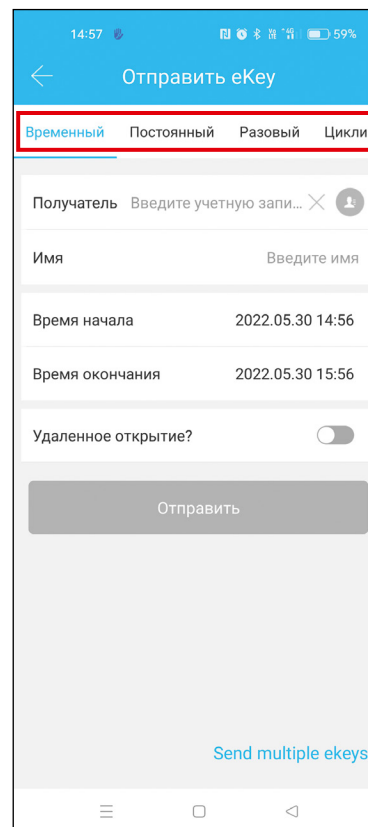 14:57 59%
Отправить eKey
Временный Постоянный Разовый Цикли
Получатель Введите учетную запи...
Имя Введите имя
Время начала 2022.05.30 14:56
Время окончания 2022.05.30 15:56
Удаленное открытие?
Отправить
Send multiple ekeys